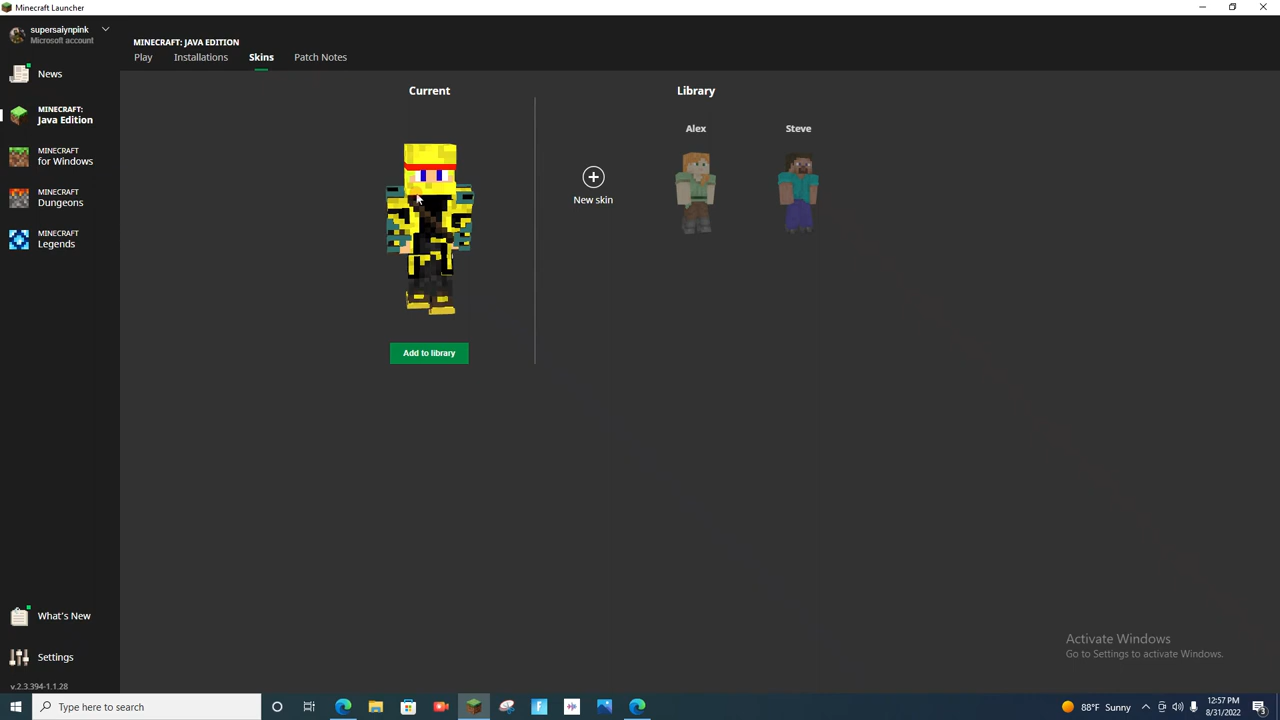 Minecraft Launcher
supersaiynpink
Microsoft account
News
MINECRAFT:
Java Edition
MINECRAFT
for Windows
MINECRAFT
Dungeons
MINECRAFT
Legends
What's New
Settings
v.2.3.394-1.1.28
MINECRAFT: JAVA EDITION
Play Installations Skins Patch Notes
Current
Add to library
Library
New skin
Alex Steve
Activate Windows
Go to Settings to activate Windows.
Type here to search
88°F Sunny
12:57 PM
8/31/2022
3